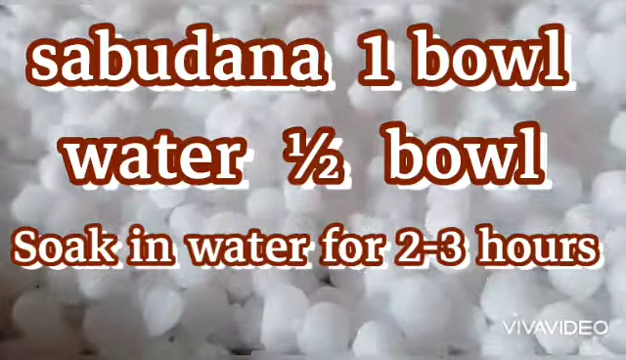 sabudana 1 bowl
water ½ bowl
Soak in water for 2-3 hours
VIVAVIDEO